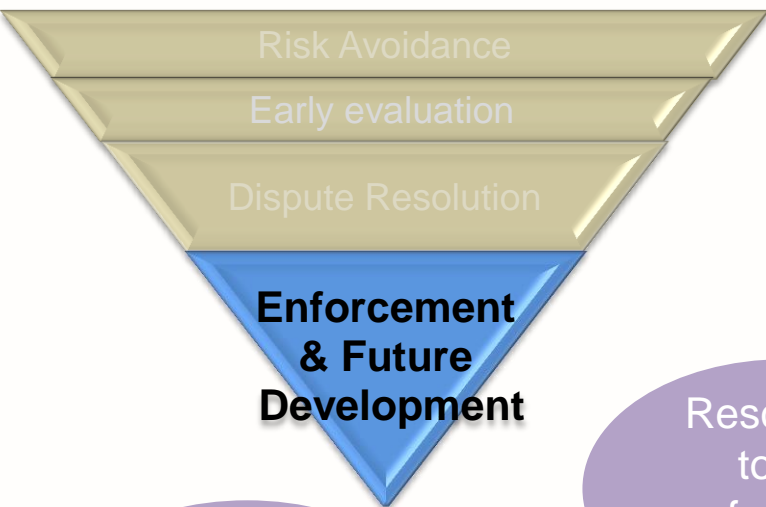 Risk Avoidance
Early evaluation
Dispute Resolution
Enforcement
& Future
Development